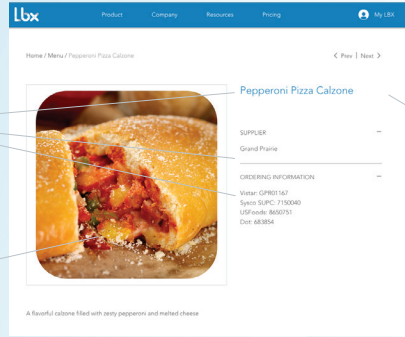 Lbx Product Company Resources Pricing My LBX
Home / Menu / Pepperoni Pizza Calzone < Prev | Next >
Pepperoni Pizza Calzone
SUPPLIER
Grand Prairie
ORDERING INFORMATION
Vistar: GPR01167
Sysco SUPC: 7150040
USFoods: 8650751
Dot: 683854
A flavorful calzone filled with zesty pepperoni and melted cheese